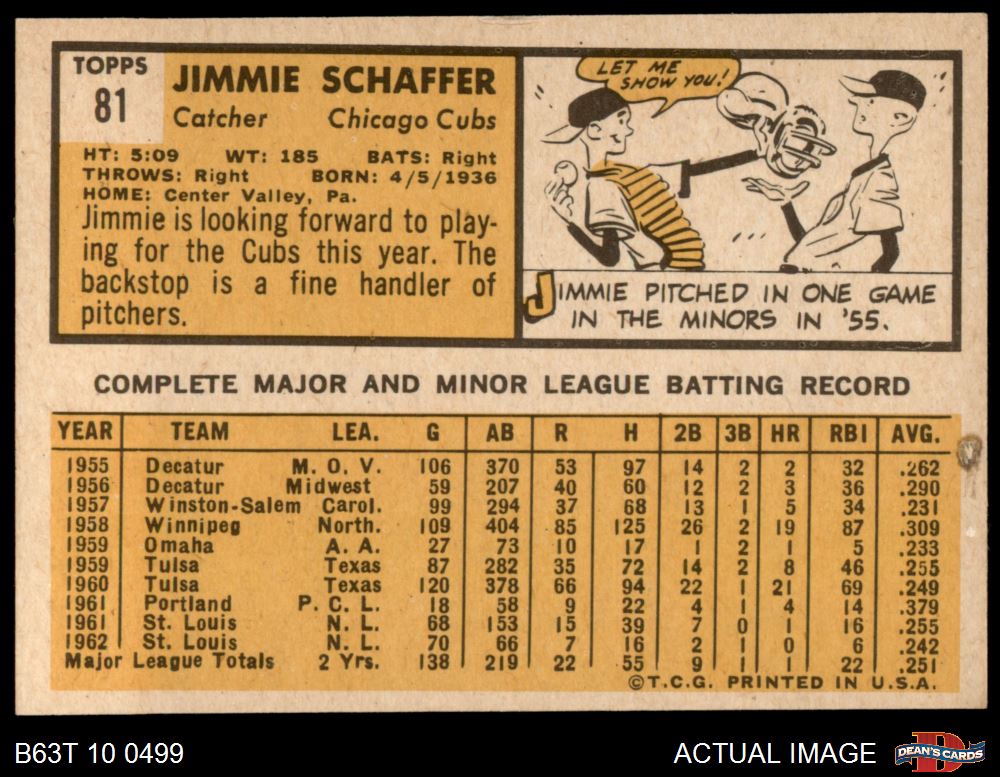 TOPPS
81
JIMMIE SCHAFFER
Catcher Chicago Cubs
HT: 5:09 WT: 185 BATS: Right
THROWS: Right BORN: 4/5/1936
HOME: Center Valley, Pa.
Jimmie is looking forward to play-
ing for the Cubs this year. The
backstop is a fine handler of
pitchers.
LET ME
SHOW YOU!
JIMMIE PITCHED IN ONE GAME
IN THE MINORS IN '55.
COMPLETE MAJOR AND MINOR LEAGUE BATTING RECORD
YEAR TEAM LEA. G AB R H 2B 3B HR RBI AVG.
1955 Decatur M. O. V. 106 370 53 97 14 2 2 32 .262
1956 Decatur Midwest 59 207 40 60 12 2 3 36 .290
1957 Winston-Salem Carol. 99 294 37 68 13 1 5 34 .231
1958 Winnipeg North. 109 404 85 125 26 2 19 87 .309
1959 Omaha A. A. 27 73 10 17 1 2 1 5 .233
1959 Tulsa Texas 87 282 35 72 14 2 8 46 .255
1960 Tulsa Texas 120 378 66 94 22 1 21 69 .249
1961 Portland P. C. L. 18 58 9 22 4 1 4 14 .379
1961 St. Louis N. L. 68 153 15 39 7 0 1 16 .255
1962 St. Louis N. L. 70 66 7 16 2 1 0 6 .242
Major League Totals 2 Yrs. 138 219 22 55 9 1 1 22 .251
©T.C.G. PRINTED IN U.S.A.
B63T 10 0499 ACTUAL IMAGE DEAN'S CARDS